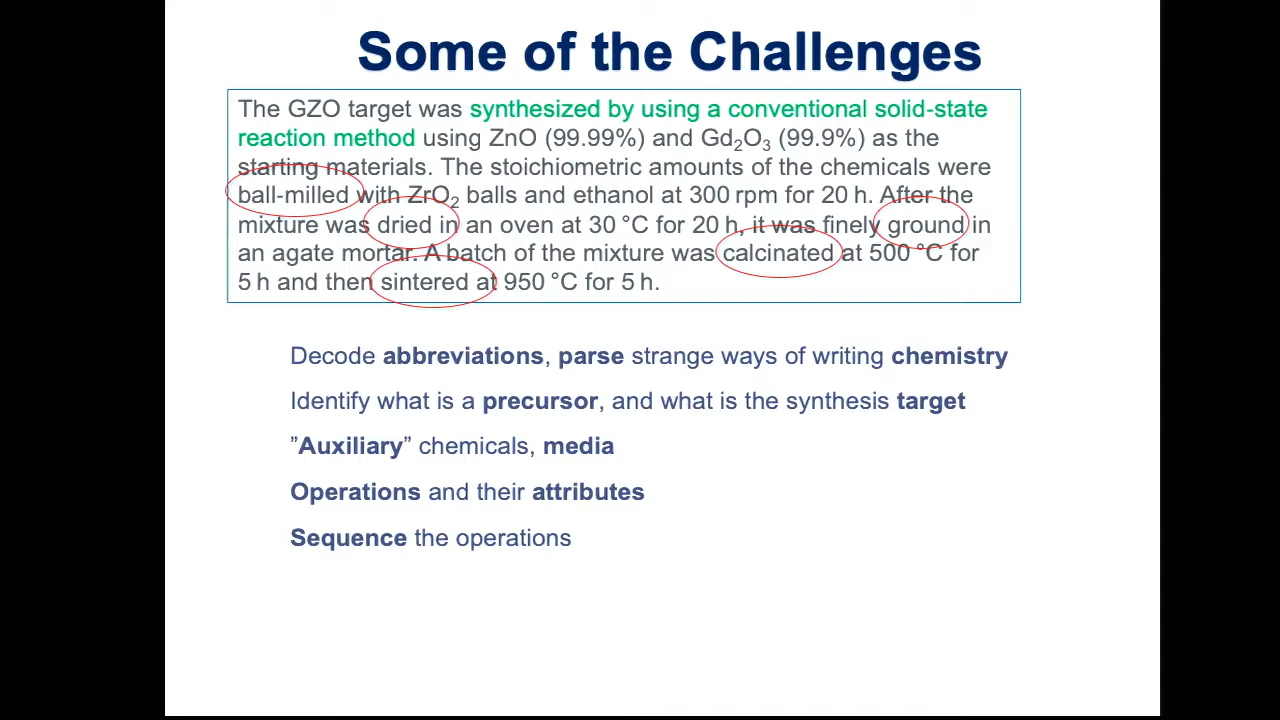 Some of the Challenges
The GZO target was synthesized by using a conventional solid-state
reaction method using ZnO (99.99%) and Gd₂O₃ (99.9%) as the
starting materials. The stoichiometric amounts of the chemicals were
ball-milled with ZrO₂ balls and ethanol at 300 rpm for 20 h. After the
mixture was dried in an oven at 30 °C for 20 h, it was finely ground in
an agate mortar. A batch of the mixture was calcinated at 500 °C for
5 h and then sintered at 950 °C for 5 h.
Decode abbreviations, parse strange ways of writing chemistry
Identify what is a precursor, and what is the synthesis target
”Auxiliary” chemicals, media
Operations and their attributes
Sequence the operations